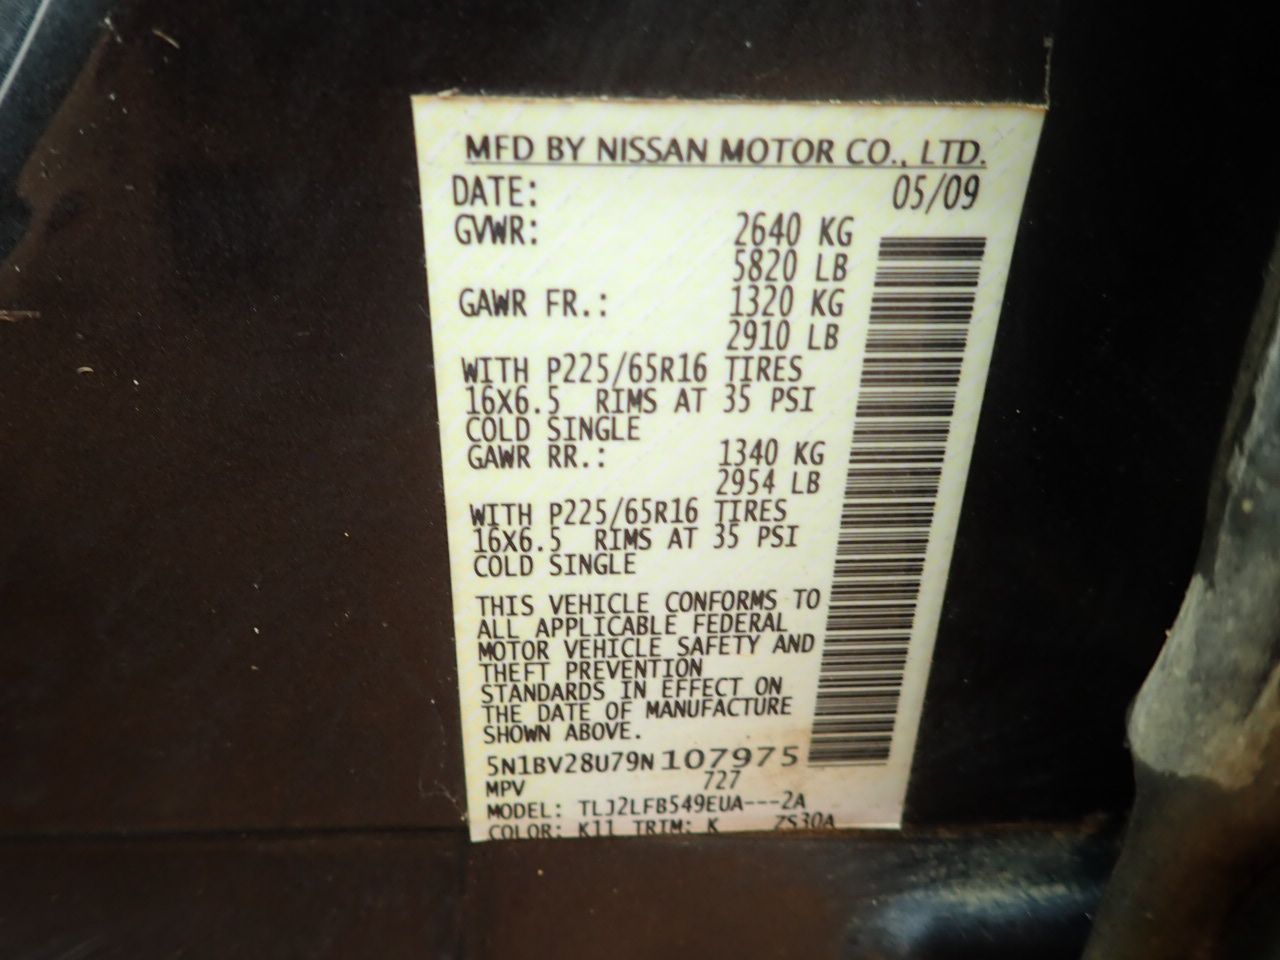 MFD BY NISSAN MOTOR CO., LTD.
DATE: 05/09
GVWR: 2640 KG
5820 LB
GAWR FR.: 1320 KG
2910 LB
WITH P225/65R16 TIRES
16X6.5 RIMS AT 35 PSI
COLD SINGLE
GAWR RR.: 1340 KG
2954 LB
WITH P225/65R16 TIRES
16X6.5 RIMS AT 35 PSI
COLD SINGLE
THIS VEHICLE CONFORMS TO
ALL APPLICABLE FEDERAL
MOTOR VEHICLE SAFETY AND
THEFT PREVENTION
STANDARDS IN EFFECT ON
THE DATE OF MANUFACTURE
SHOWN ABOVE.
5N1BV28U79N107975
MPV 727
MODEL: TLJ2LFB549EUA---2A
COLOR: K11 TRIM: K ZS30A